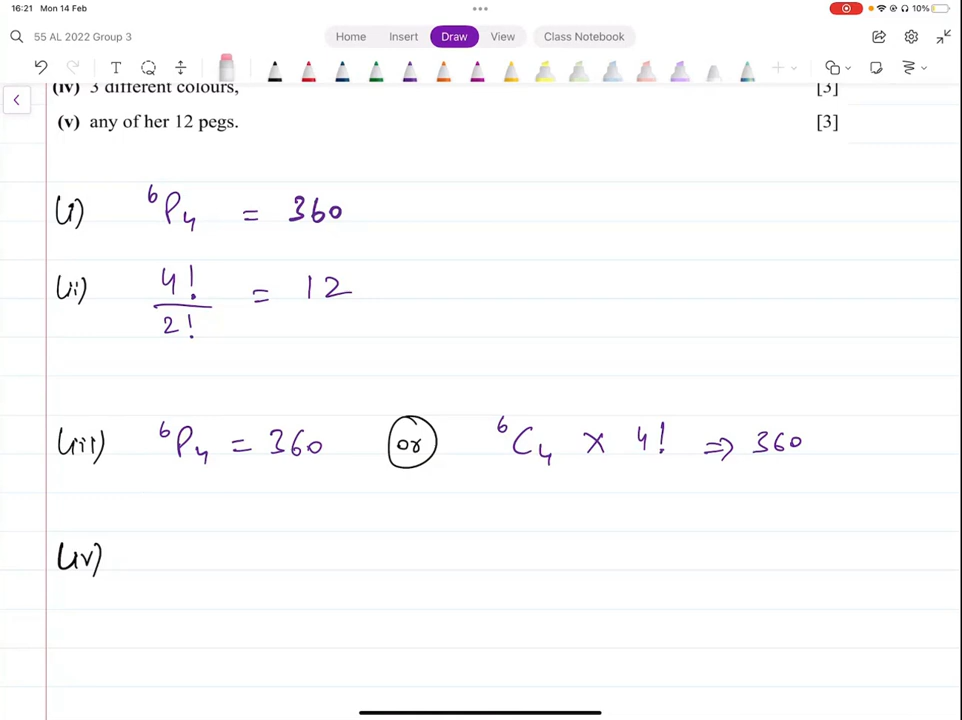 16:21 Mon 14 Feb
10%
55 AL 2022 Group 3
Home Insert Draw View Class Notebook
(iv) 3 different colours, [3]
(v) any of her 12 pegs. [3]
(i) ⁶P₄ = 360
(ii) 4!/2! = 12
(iii) ⁶P₄ = 360 or ⁶C₄ × 4! ⇒ 360
(iv)